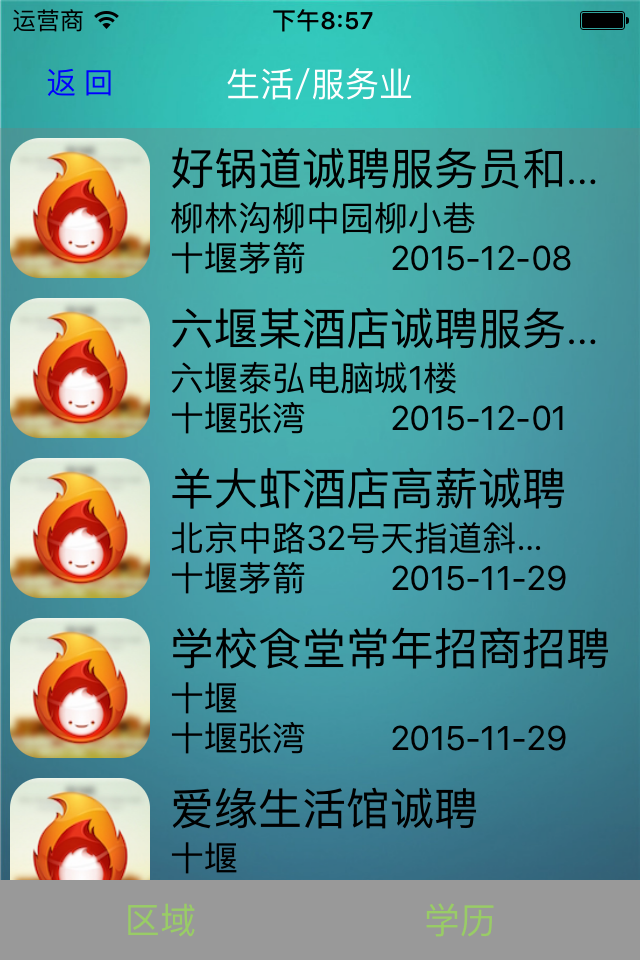 运营商 下午8:57
返 回 生活/服务业
好锅道诚聘服务员和...
柳林沟柳中园柳小巷
十堰茅箭 2015-12-08
六堰某酒店诚聘服务...
六堰泰弘电脑城1楼
十堰张湾 2015-12-01
羊大虾酒店高薪诚聘
北京中路32号天指道斜...
十堰茅箭 2015-11-29
学校食堂常年招商招聘
十堰
十堰张湾 2015-11-29
爱缘生活馆诚聘
十堰
区域 学历